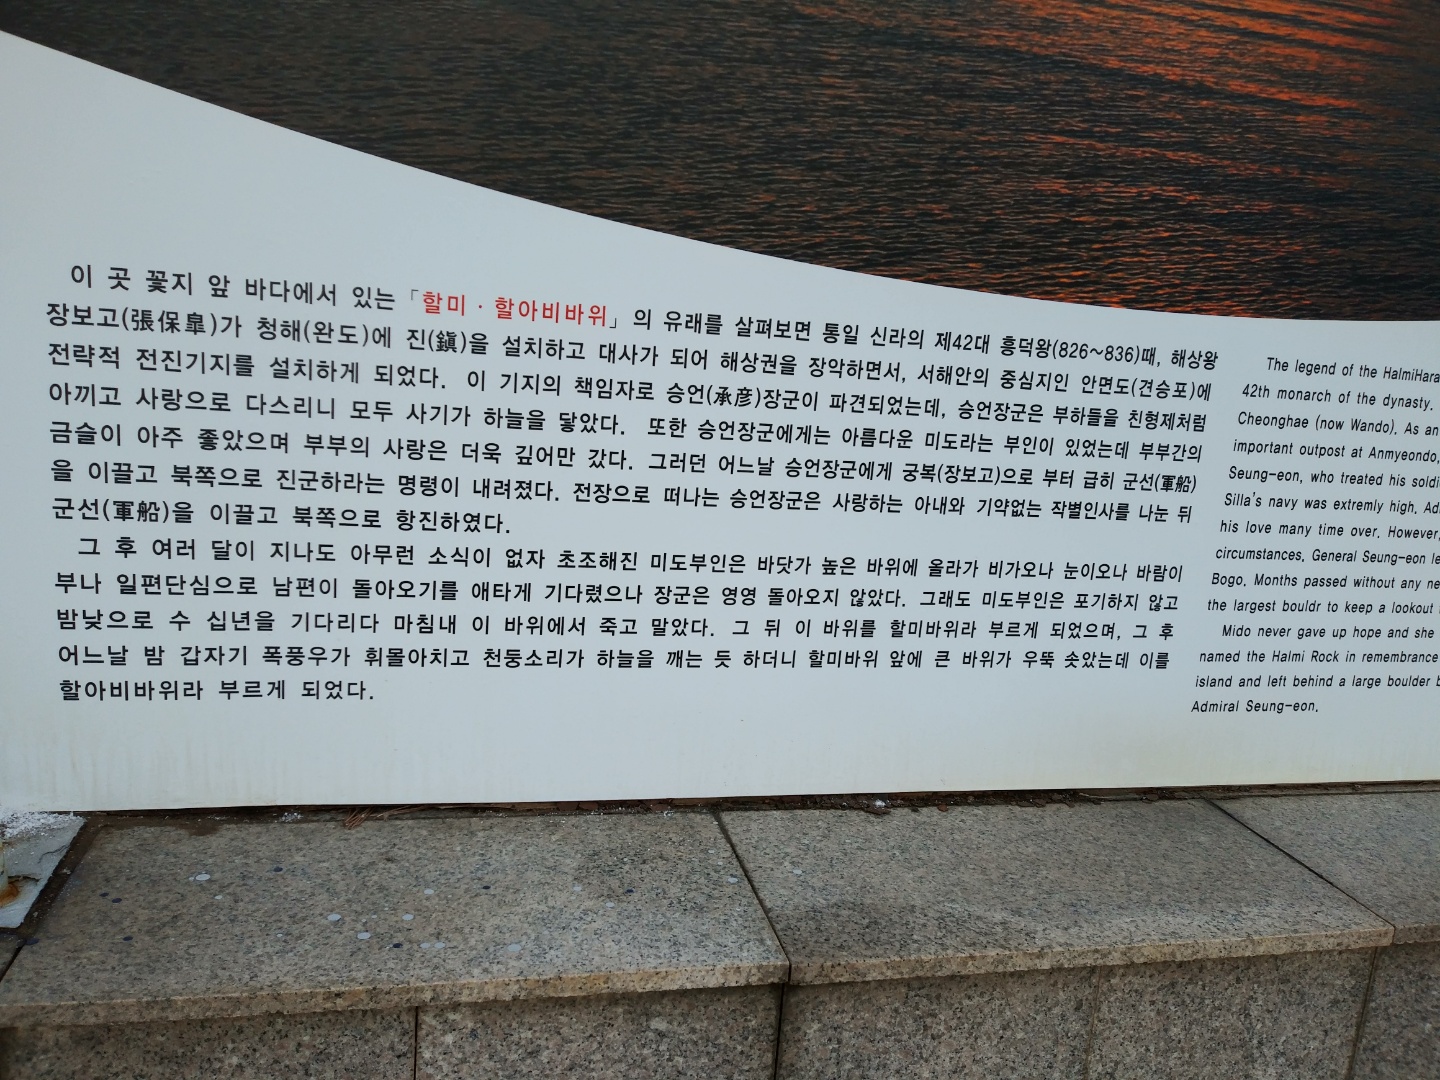 이 곳 꽃지 앞 바다에서 있는 「할미 · 할아비바위」의 유래를 살펴보면 통일 신라의 제42대 흥덕왕(826~836)때, 해상왕
장보고(張保皐)가 청해(완도)에 진(鎭)을 설치하고 대사가 되어 해상권을 장악하면서, 서해안의 중심지인 안면도(견승포)에
전략적 전진기지를 설치하게 되었다. 이 기지의 책임자로 승언(承彦)장군이 파견되었는데, 승언장군은 부하들을 친형제처럼
아끼고 사랑으로 다스리니 모두 사기가 하늘을 닿았다. 또한 승언장군에게는 아름다운 미도라는 부인이 있었는데 부부간의
금슬이 아주 좋았으며 부부의 사랑은 더욱 깊어만 갔다. 그러던 어느날 승언장군에게 궁복(장보고)으로 부터 급히 군선(軍船)
을 이끌고 북쪽으로 진군하라는 명령이 내려졌다. 전장으로 떠나는 승언장군은 사랑하는 아내와 기약없는 작별인사를 나눈 뒤
군선(軍船)을 이끌고 북쪽으로 항진하였다.
그 후 여러 달이 지나도 아무런 소식이 없자 초조해진 미도부인은 바닷가 높은 바위에 올라가 비가오나 눈이오나 바람이
부나 일편단심으로 남편이 돌아오기를 애타게 기다렸으나 장군은 영영 돌아오지 않았다. 그래도 미도부인은 포기하지 않고
밤낮으로 수 십년을 기다리다 마침내 이 바위에서 죽고 말았다. 그 뒤 이 바위를 할미바위라 부르게 되었으며, 그 후
어느날 밤 갑자기 폭풍우가 휘몰아치고 천둥소리가 하늘을 깨는 듯 하더니 할미바위 앞에 큰 바위가 우뚝 솟았는데 이를
할아비바위라 부르게 되었다.
The legend of the HalmiHara
42th monarch of the dynasty.
Cheonghae (now Wando). As an
important outpost at Anmyeondo,
Seung-eon, who treated his soldi
Silla's navy was extremly high. Ad
his love many time over. However,
circumstances, General Seung-eon le
Bogo. Months passed without any ne
the largest bouldr to keep a lookout
Mido never gave up hope and she
named the Halmi Rock in remembrance
island and left behind a large boulder b
Admiral Seung-eon.